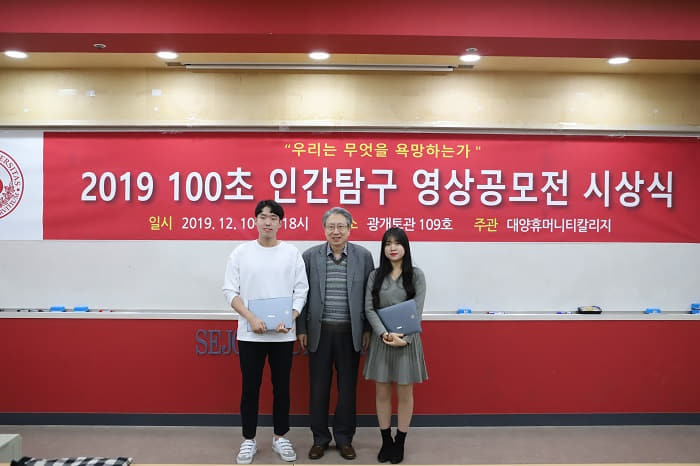 “우리는 무엇을 욕망하는가"
2019 100초 인간탐구 영상공모전 시상식
일시 2019. 12. 10 18시 광개토관 109호 주관 대양휴머니티칼리지
SEJ